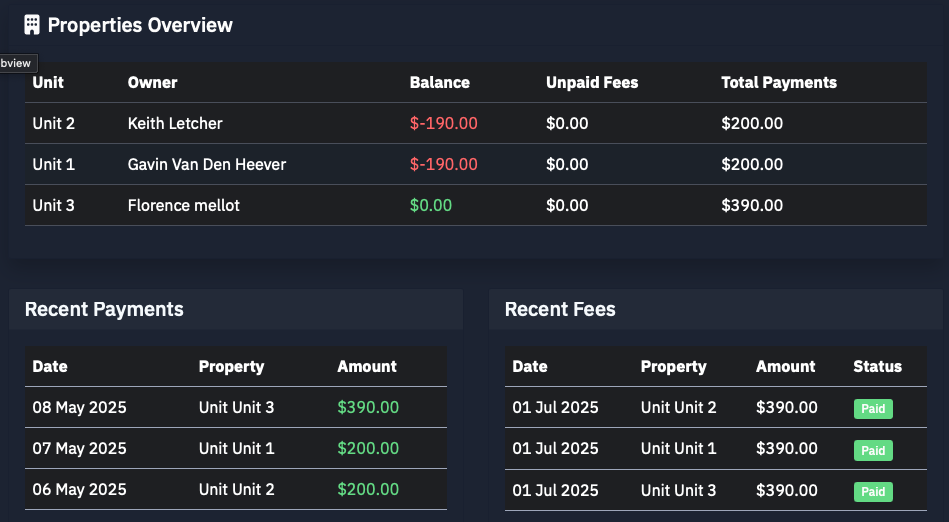 Properties Overview
bview
Unit Owner Balance Unpaid Fees Total Payments
Unit 2 Keith Letcher $-190.00 $0.00 $200.00
Unit 1 Gavin Van Den Heever $-190.00 $0.00 $200.00
Unit 3 Florence mellot $0.00 $0.00 $390.00
Recent Payments
Date Property Amount
08 May 2025 Unit Unit 3 $390.00
07 May 2025 Unit Unit 1 $200.00
06 May 2025 Unit Unit 2 $200.00
Recent Fees
Date Property Amount Status
01 Jul 2025 Unit Unit 2 $390.00 Paid
01 Jul 2025 Unit Unit 1 $390.00 Paid
01 Jul 2025 Unit Unit 3 $390.00 Paid